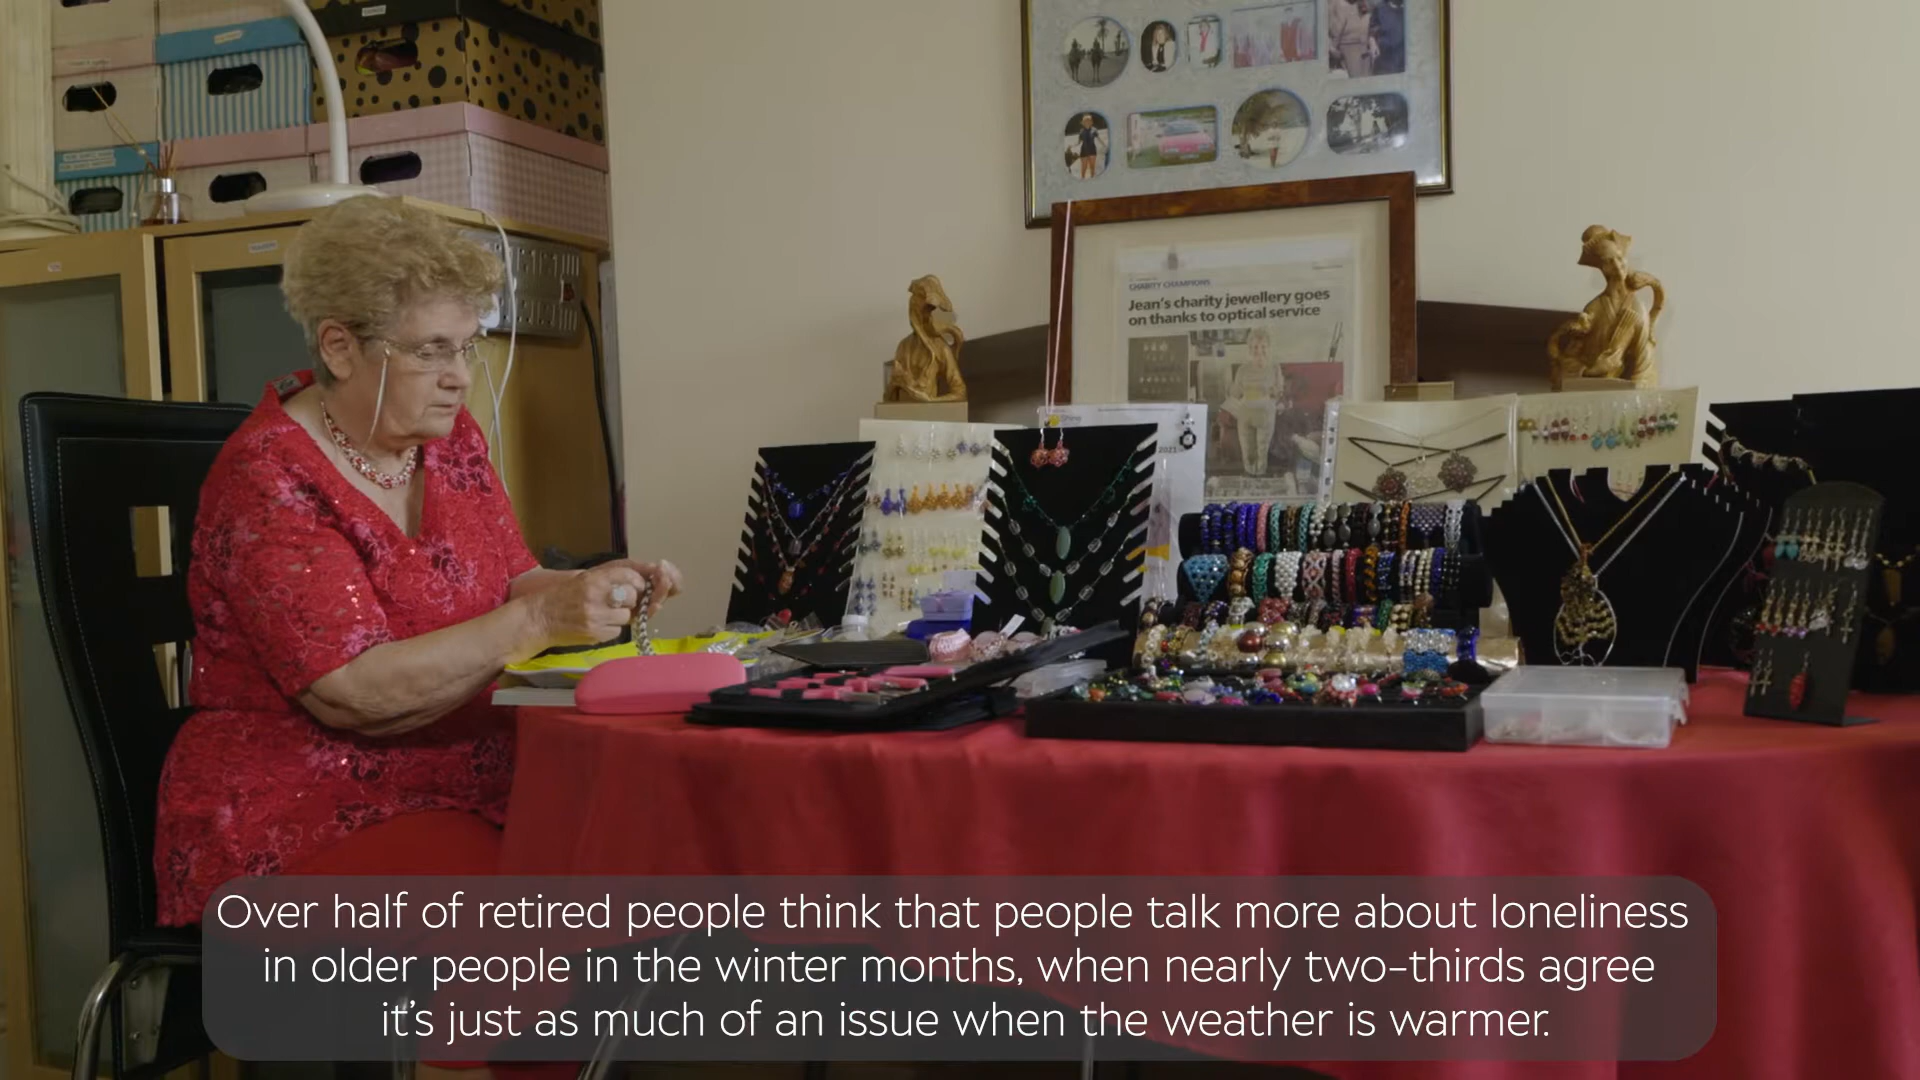 CHARITY CHAMPIONS
Jean's charity jewellery goes
on thanks to optical service
2021
Over half of retired people think that people talk more about loneliness
in older people in the winter months, when nearly two-thirds agree
it's just as much of an issue when the weather is warmer.